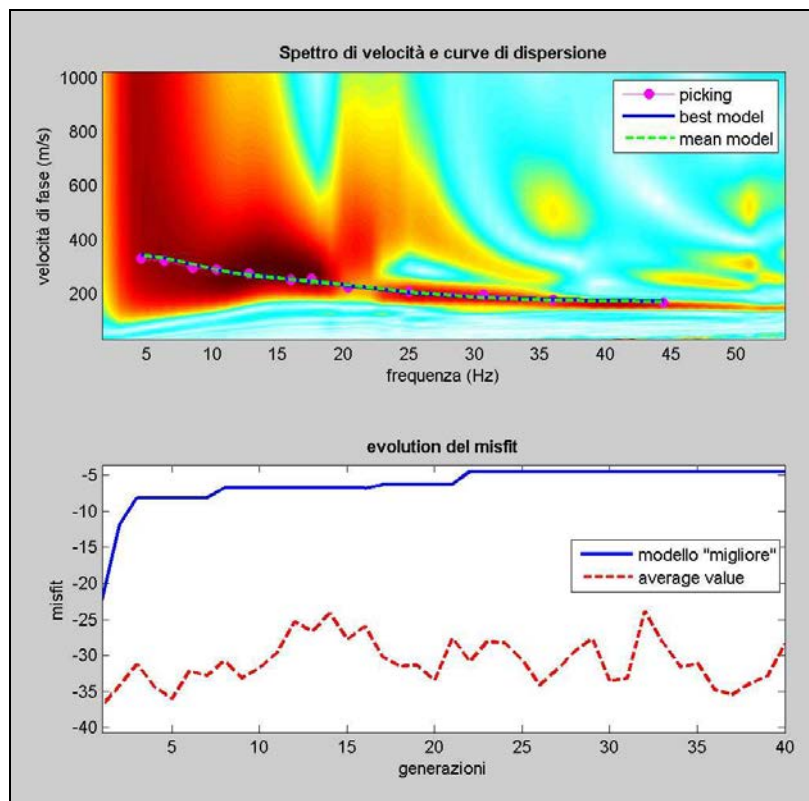 Spettro di velocità e curve di dispersione
velocità di fase (m/s)
1000
800
600
400
200
picking
best model
mean model
5 10 15 20 25 30 35 40 45 50
frequenza (Hz)
evolution del misfit
misfit
-5
-10
-15
-20
-25
-30
-35
-40
modello "migliore"
average value
5 10 15 20 25 30 35 40
generazioni